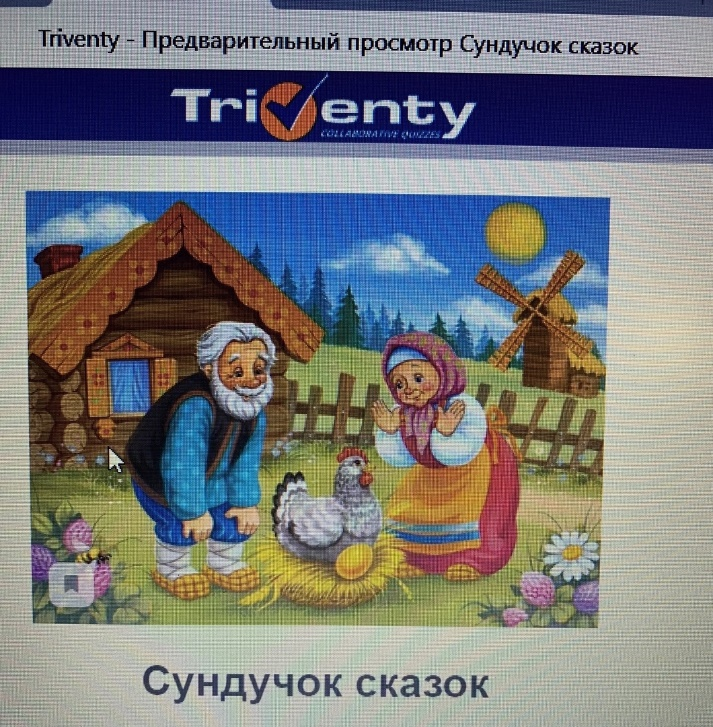 Triventy - Предварительный просмотр Сундучок сказок
Triventy
COLLABORATIVE QUIZZES
Сундучок сказок